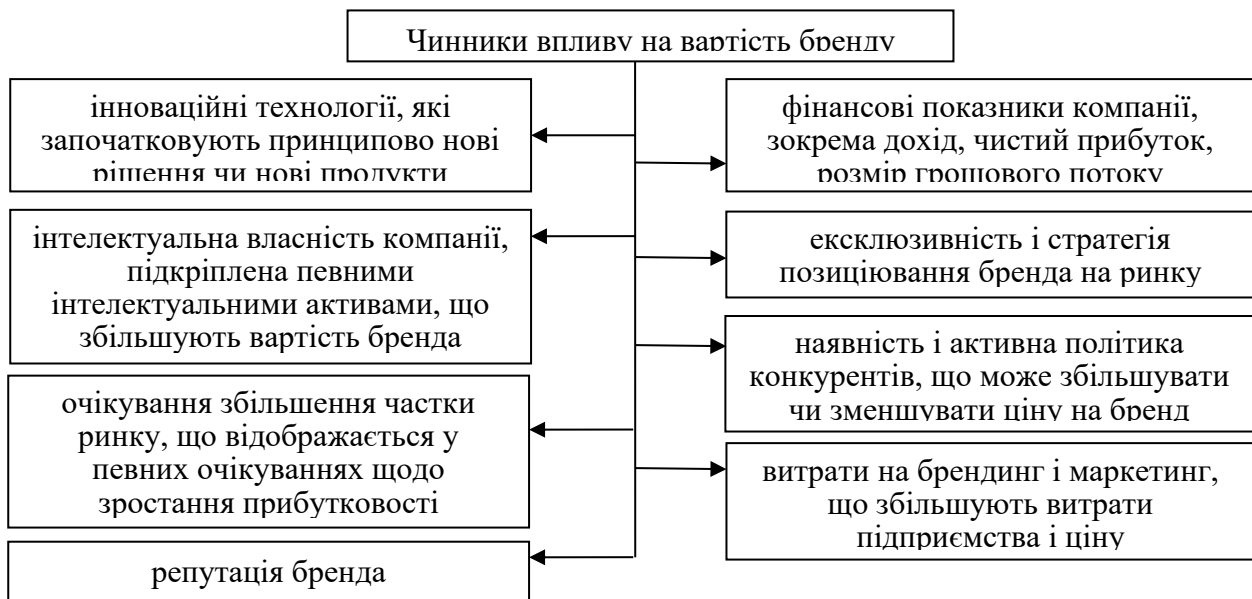 Чинники впливу на вартість бренду
інноваційні технології, які
започатковують принципово нові
рішення чи нові продукти
інтелектуальна власність компанії,
підкріплена певними
інтелектуальними активами, що
збільшують вартість бренда
очікування збільшення частки
ринку, що відображається у
певних очікуваннях щодо
зростання прибутковості
репутація бренда
фінансові показники компанії,
зокрема дохід, чистий прибуток,
розмір грошового потоку
ексклюзивність і стратегія
позиціювання бренда на ринку
наявність і активна політика
конкурентів, що може збільшувати
чи зменшувати ціну на бренд
витрати на брендинг і маркетинг,
що збільшують витрати
підприємства і ціну